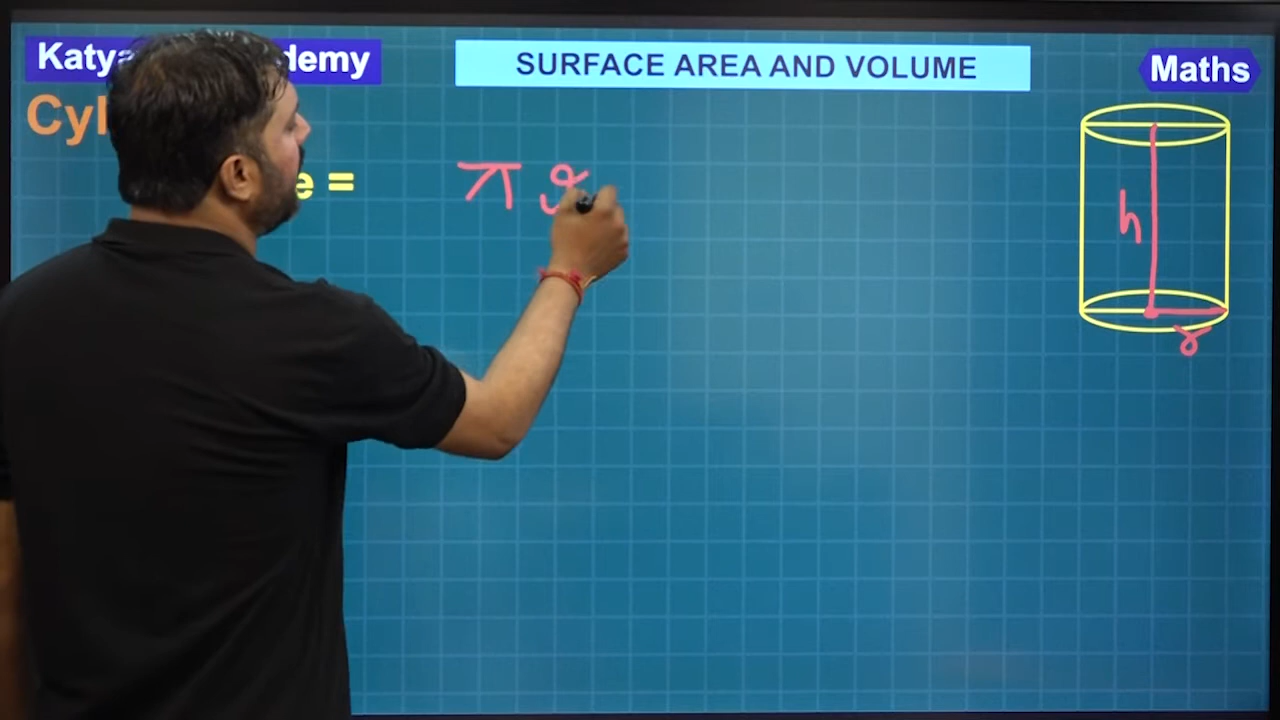 Katya demy
SURFACE AREA AND VOLUME
Maths
Cyl
e =
π r
h
r